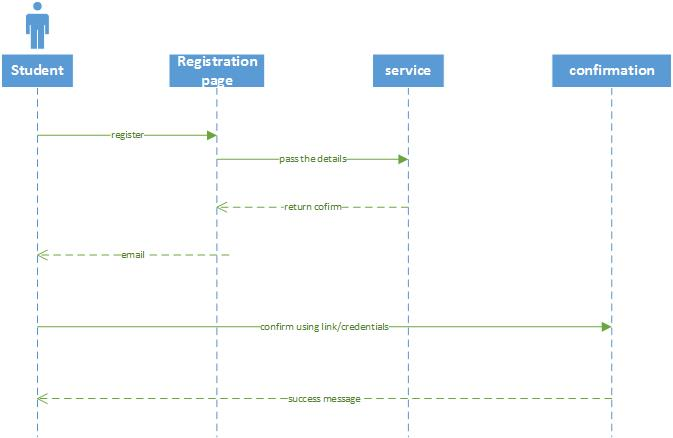 Student
Registration
page
service
confirmation
register
pass the details
return cofirm
email
confirm using link/credentials
success message